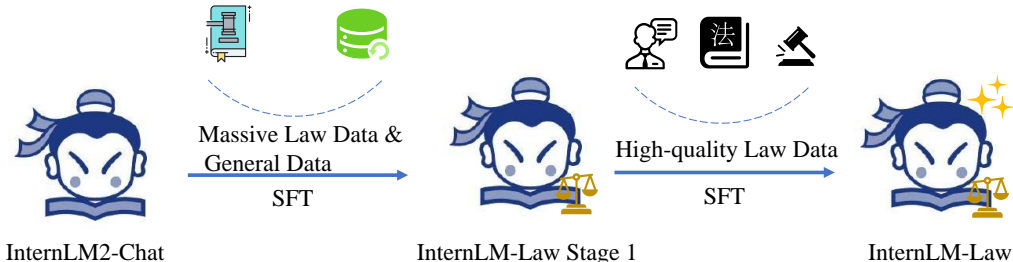 法
Massive Law Data &
General Data
SFT
High-quality Law Data
SFT
InternLM2-Chat
InternLM-Law Stage 1
InternLM-Law